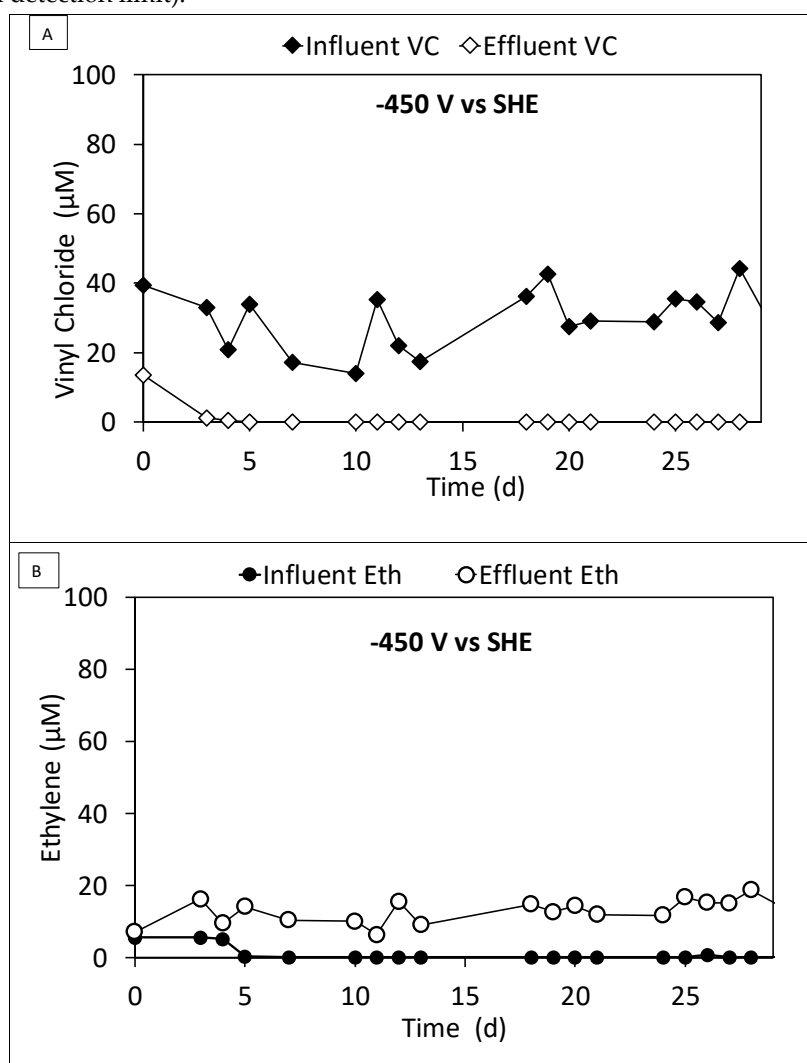 detection limit).
A
Influent VC Effluent VC
-450 V vs SHE
100
80
60
40
20
0
Vinyl Chloride (µM)
0 5 10 15 20 25
Time (d)
B
Influent Eth Effluent Eth
-450 V vs SHE
100
80
60
40
20
0
Ethylene (µM)
0 5 10 15 20 25
Time (d)